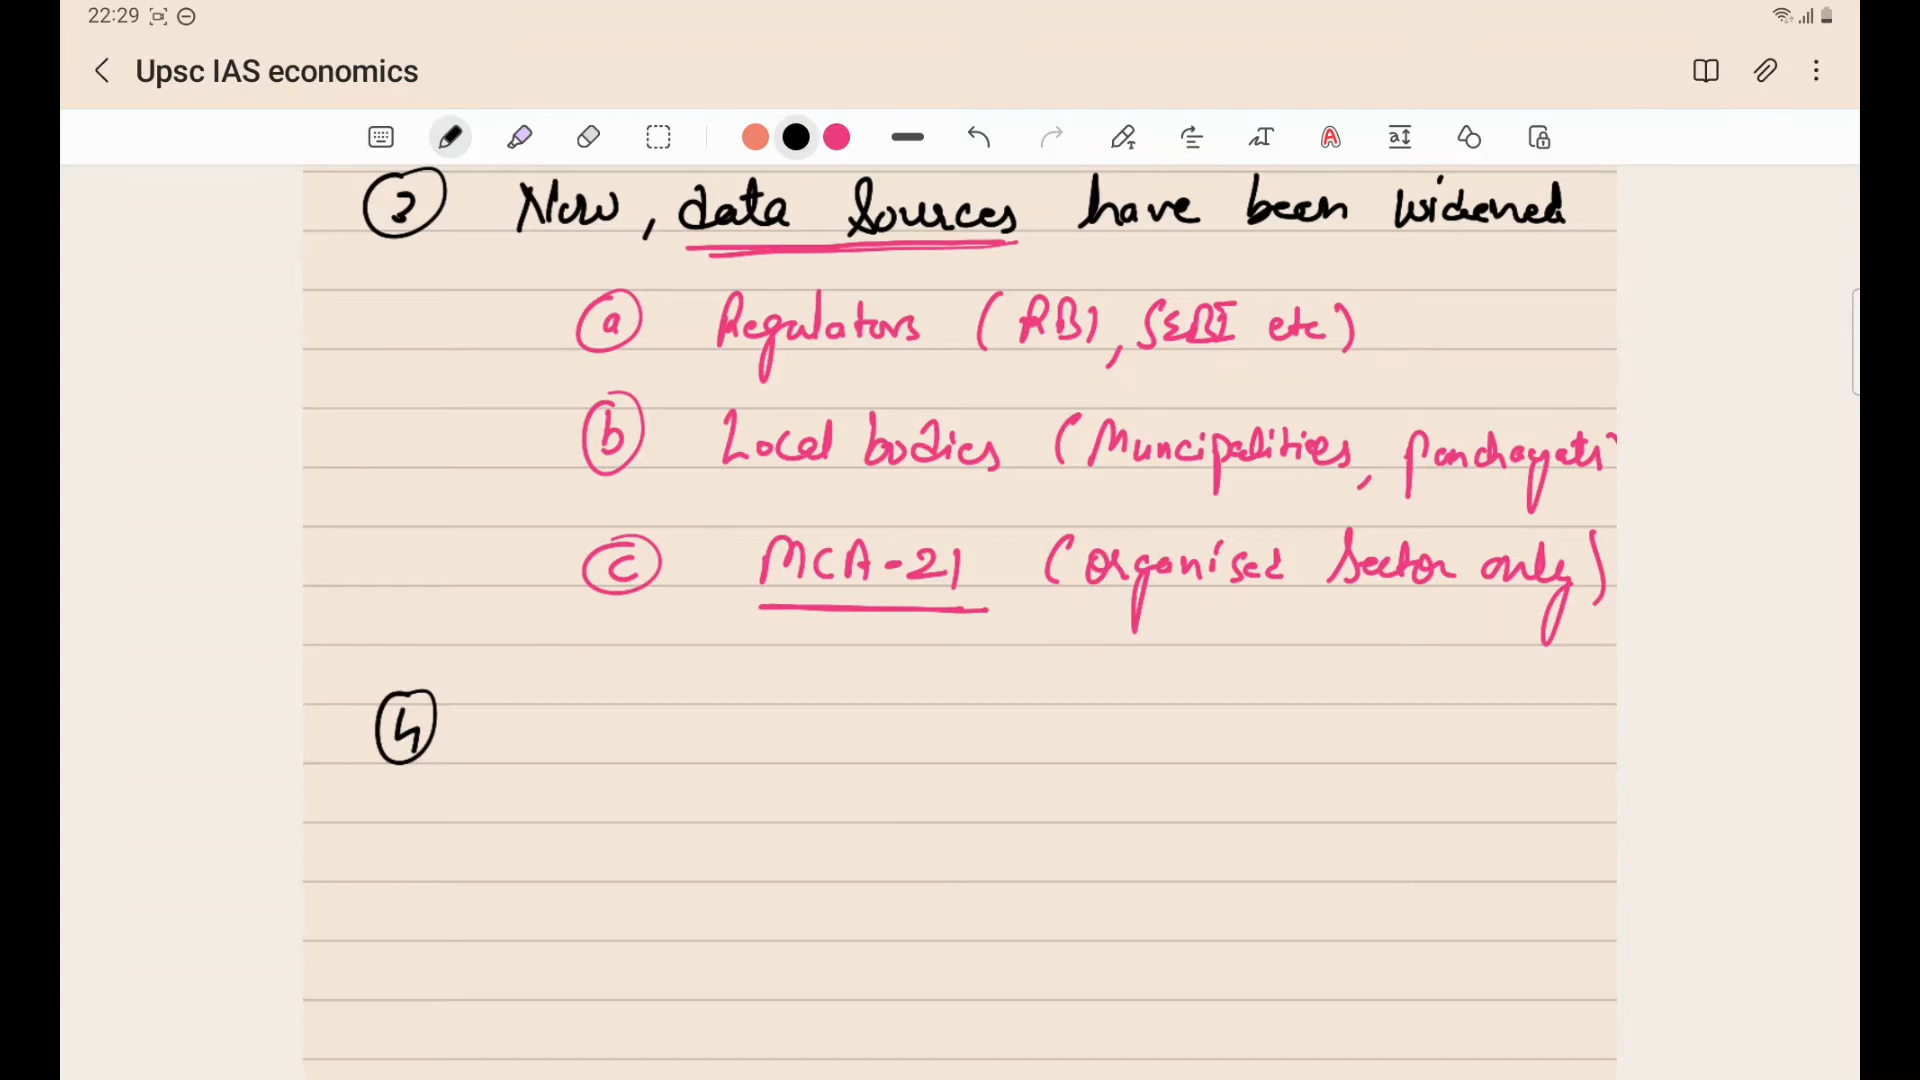 22:29
Upsc IAS economics
3 Now, data Sources have been widened
a Regulators (RBI, SEBI etc)
b Local bodies (Muncipalities, panchayats)
c MCA-21 (organised Sector only)
4